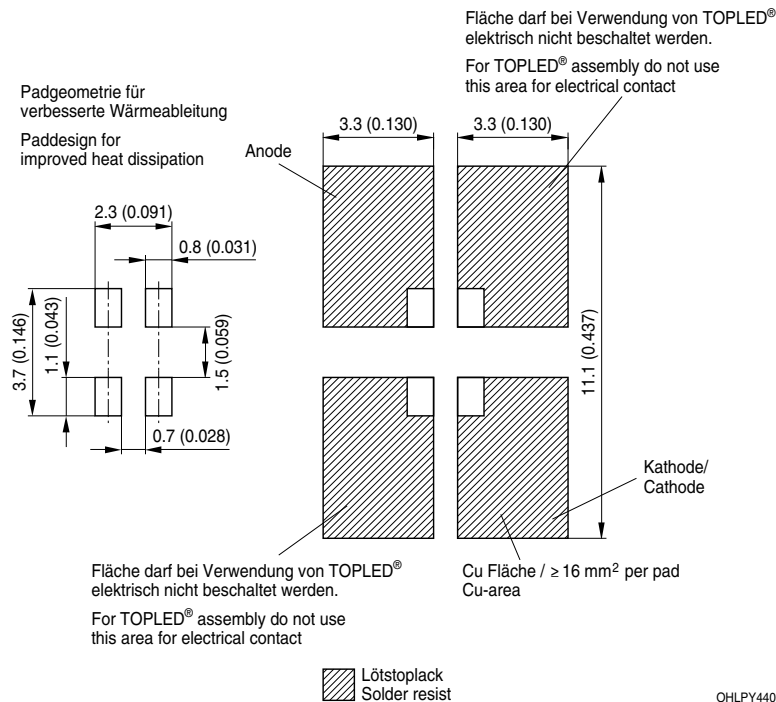 Fläche darf bei Verwendung von TOPLED®
elektrisch nicht beschaltet werden.
For TOPLED® assembly do not use
this area for electrical contact
Padgeometrie für
verbesserte Wärmeableitung
Paddesign for
improved heat dissipation
3.3 (0.130)
3.3 (0.130)
Anode
2.3 (0.091)
0.8 (0.031)
3.7 (0.146)
1.1 (0.043)
1.5 (0.059)
11.1 (0.437)
0.7 (0.028)
Kathode/
Cathode
Fläche darf bei Verwendung von TOPLED®
elektrisch nicht beschaltet werden.
For TOPLED® assembly do not use
this area for electrical contact
Cu Fläche / ≥ 16 mm² per pad
Cu-area
Lötstoplack
Solder resist
OHLPY440